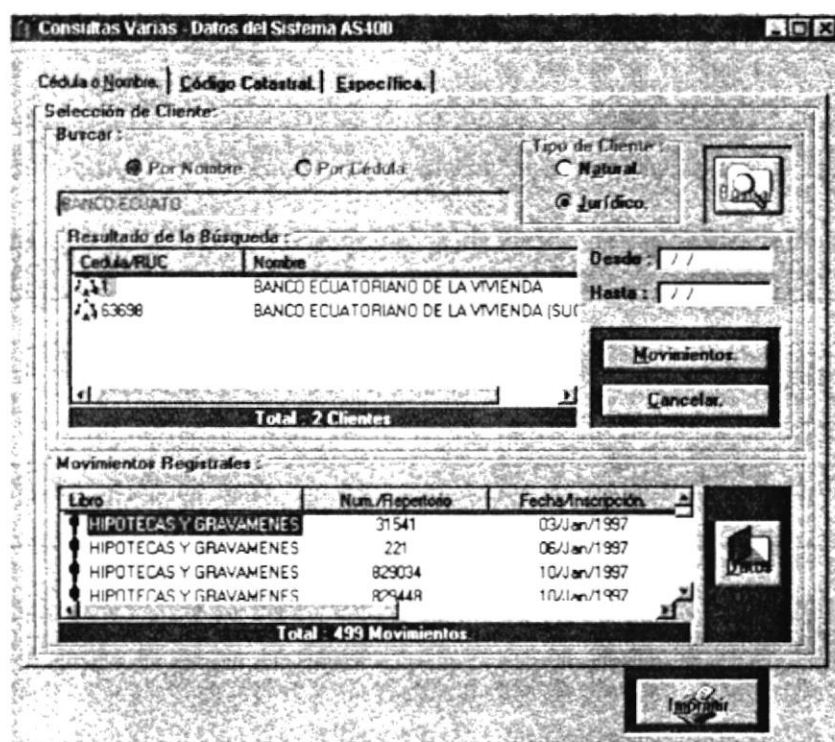 Consultas Varias - Datos del Sistema AS400
Cédula o Nombre. Código Catastral. Específica.
Selección de Cliente:
Buscar :
Por Nombre Por Cédula
Tipo de Cliente :
Natural.
Jurídico.
BANCO ECUATO
Resultado de la Búsqueda :
Cedula/RUC Nombre
1 BANCO ECUATORIANO DE LA VIVIENDA
63698 BANCO ECUATORIANO DE LA VIVIENDA (SUC
Total : 2 Clientes
Desde : / /
Hasta : / /
Movimientos.
Cancelar.
Movimientos Registrales :
Libro Num./Repertorio Fecha/Inscripción.
HIPOTECAS Y GRAVAMENES 31541 03/Jan/1997
HIPOTECAS Y GRAVAMENES 221 06/Jan/1997
HIPOTECAS Y GRAVAMENES 829034 10/Jan/1997
HIPOTECAS Y GRAVAMENES 829448 10/Jan/1997
Total : 499 Movimientos.
Datos
Imprimir